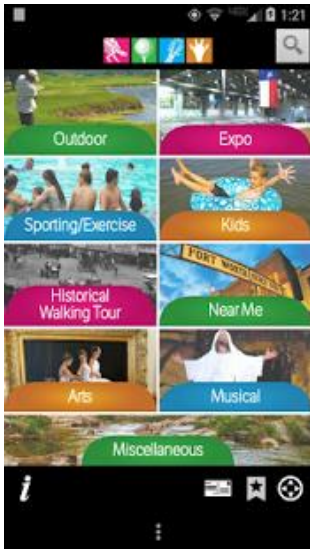 1:21
Outdoor
Expo
Sporting/Exercise
Kids
Historical
Walking Tour
FORT WORTH
Near Me
Arts
Musical
Miscellaneous
i